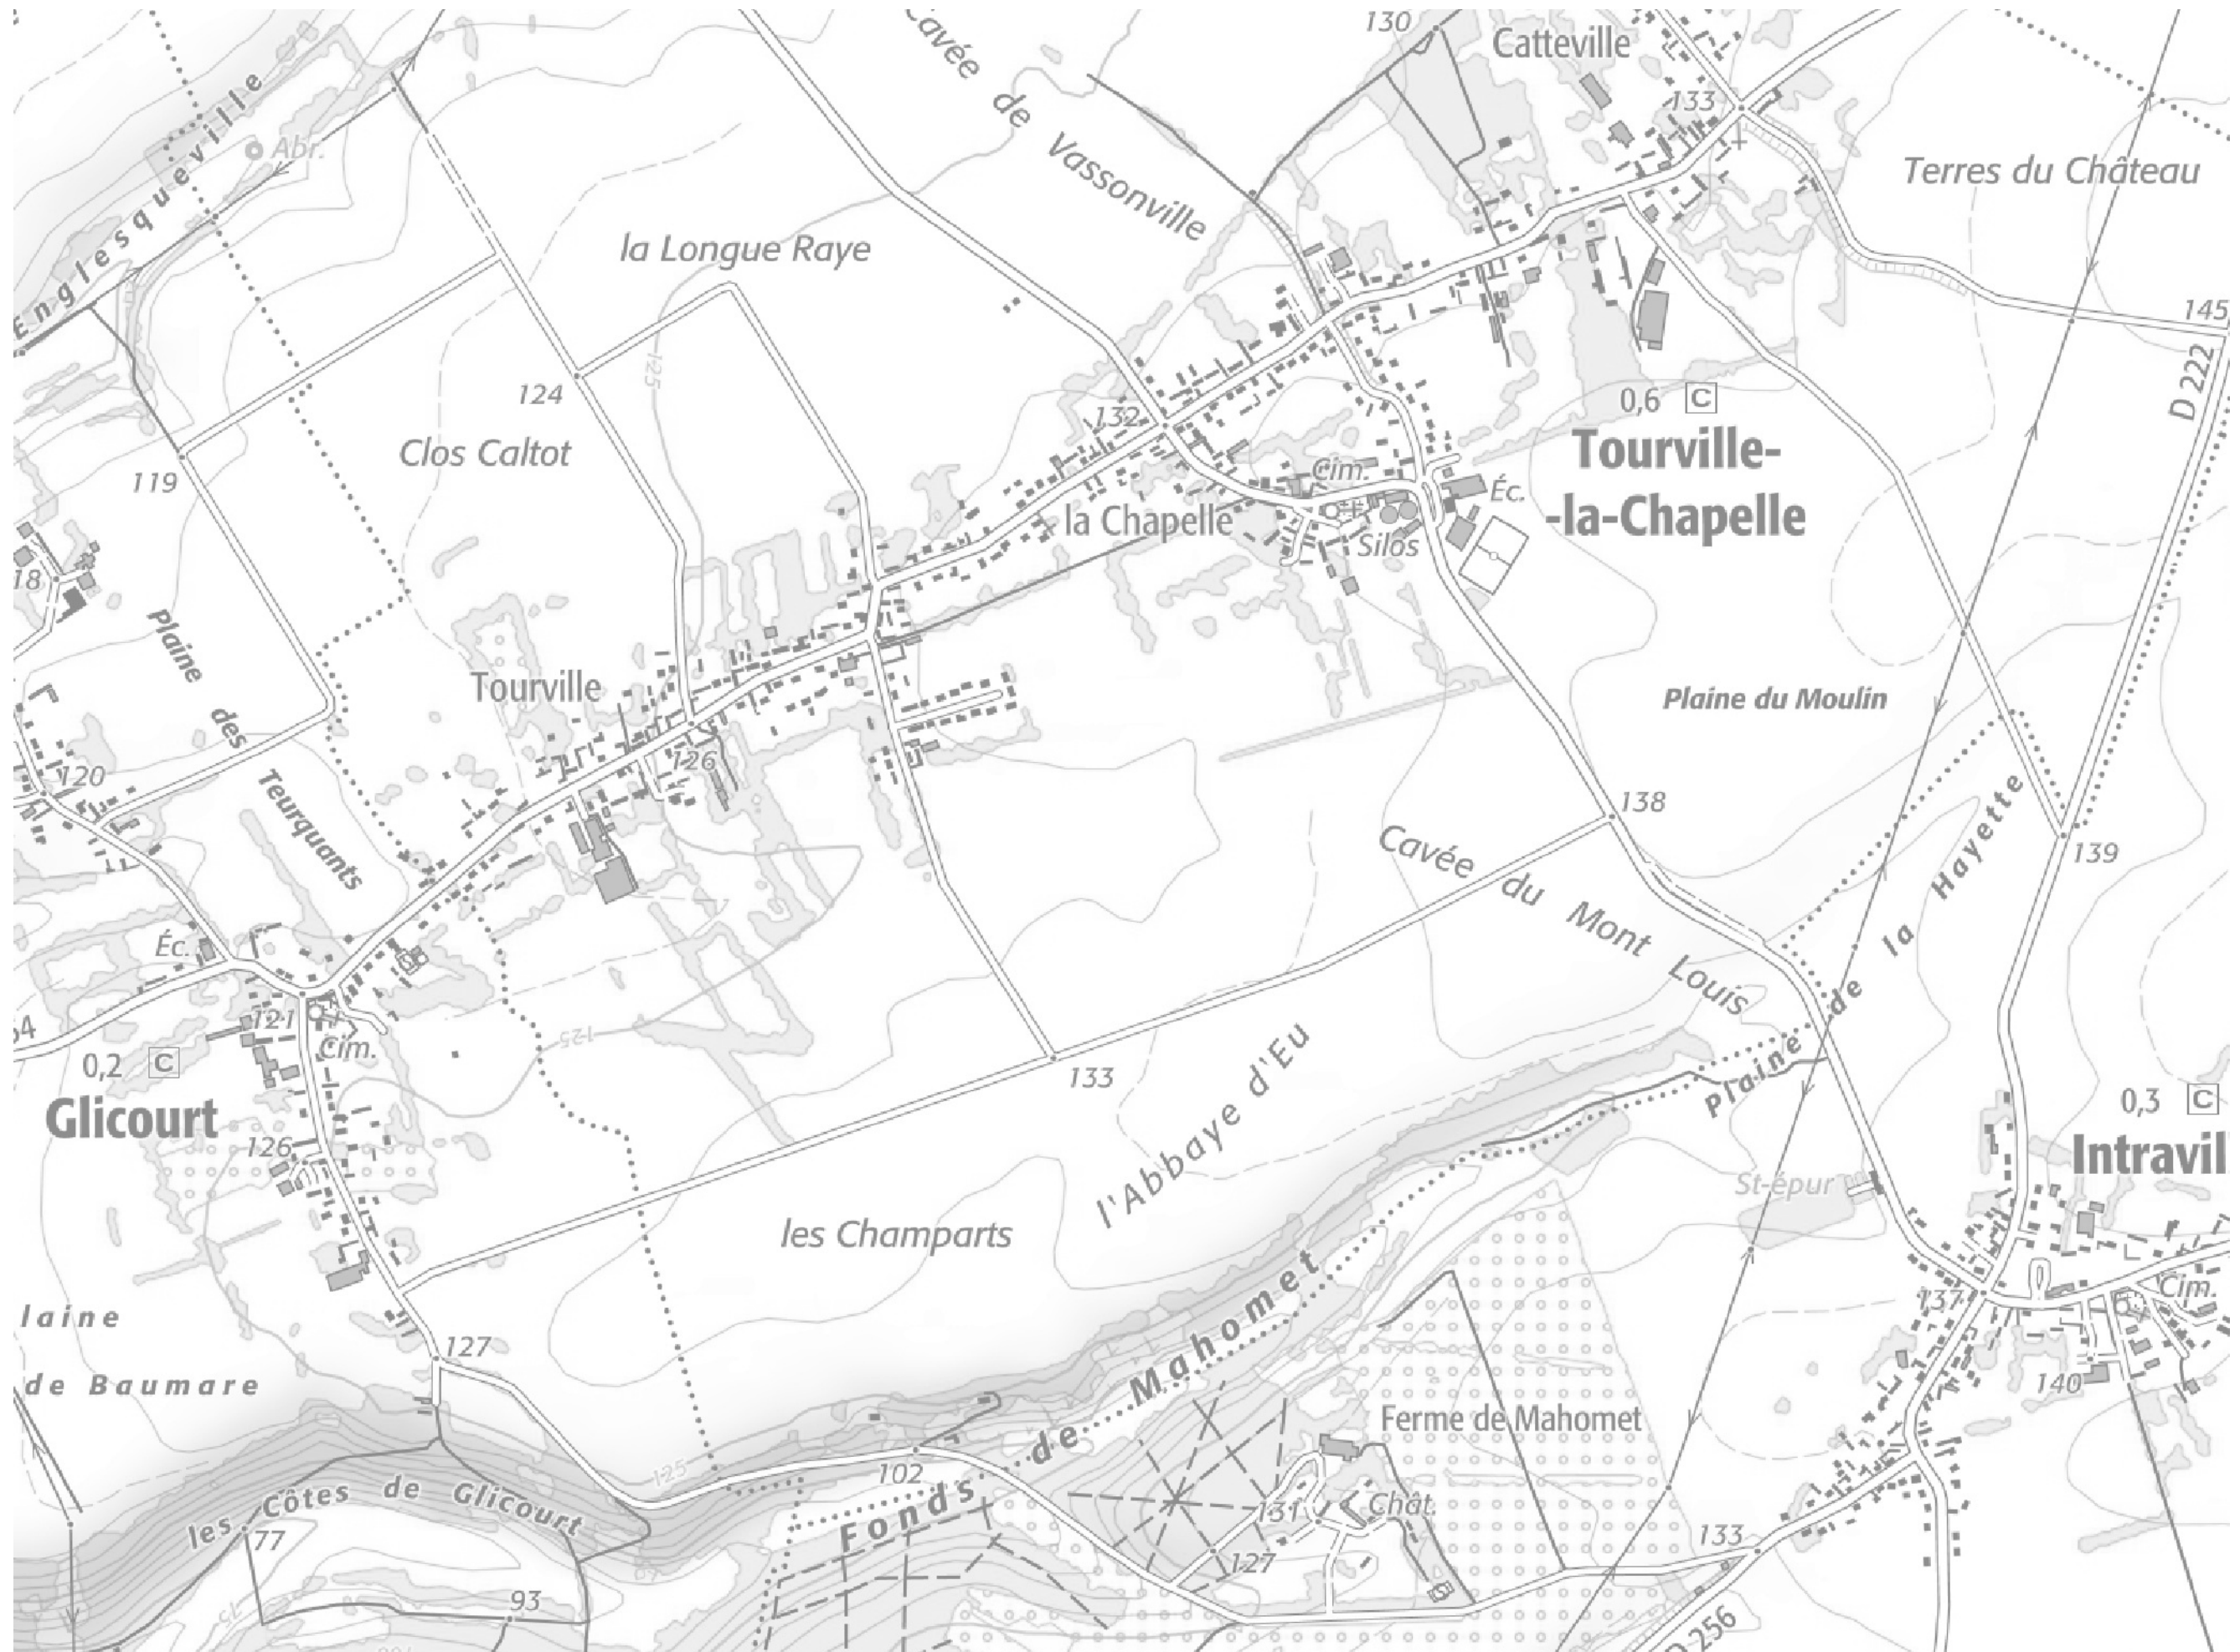 130
Catteville
Cavée de Vassonville
133
Englesqueville
Abr.
Terres du Château
la Longue Raye
145
D 222
125
124
132
0,6 C
Clos Caltot
Tourville-
-la-Chapelle
119
Cim.
Éc.
la Chapelle
Silos
18
Plaine des Teurquants
Tourville
Plaine du Moulin
126
120
138
Cavée du Mont Louis
139
Plaine de la Hayette
Éc.
121
Cim.
125
54
0,2 C
Glicourt
133
l'Abbaye d'Eu
0,3 C
Intravil
126
St-épur
les Champarts
Cim.
137
laine
de Baumare
127
140
Fonds de Mahomet
Ferme de Mahomet
125
102
les Côtes de Glicourt
131
Chât.
77
133
127
93
75
D 256